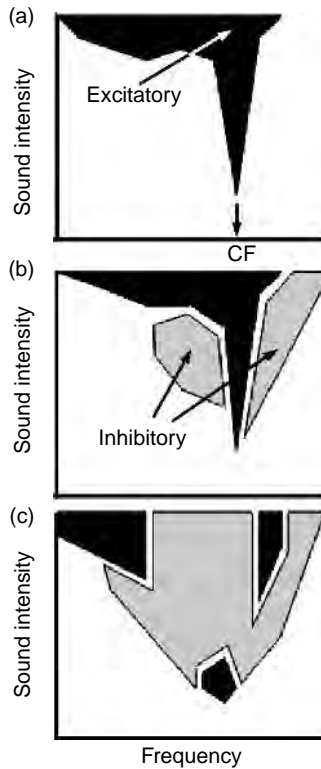 (a)
Sound intensity
Excitatory
CF
(b)
Sound intensity
Inhibitory
(c)
Sound intensity
Frequency